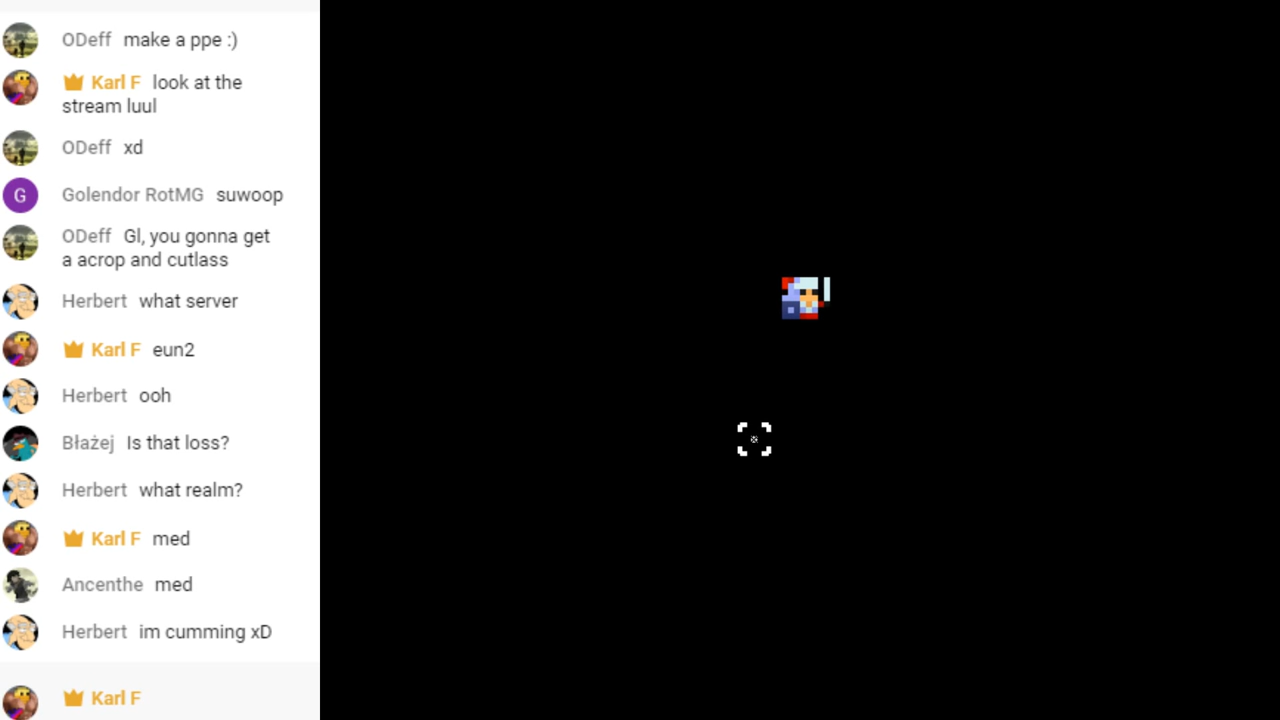 ODeff make a ppe :)
Karl F look at the
stream luul
ODeff xd
G Golendor RotMG suwoop
ODeff Gl, you gonna get
a acrop and cutlass
Herbert what server
Karl F eun2
Herbert ooh
Błażej Is that loss?
Herbert what realm?
Karl F med
Ancenthe med
Herbert im cumming xD
Karl F